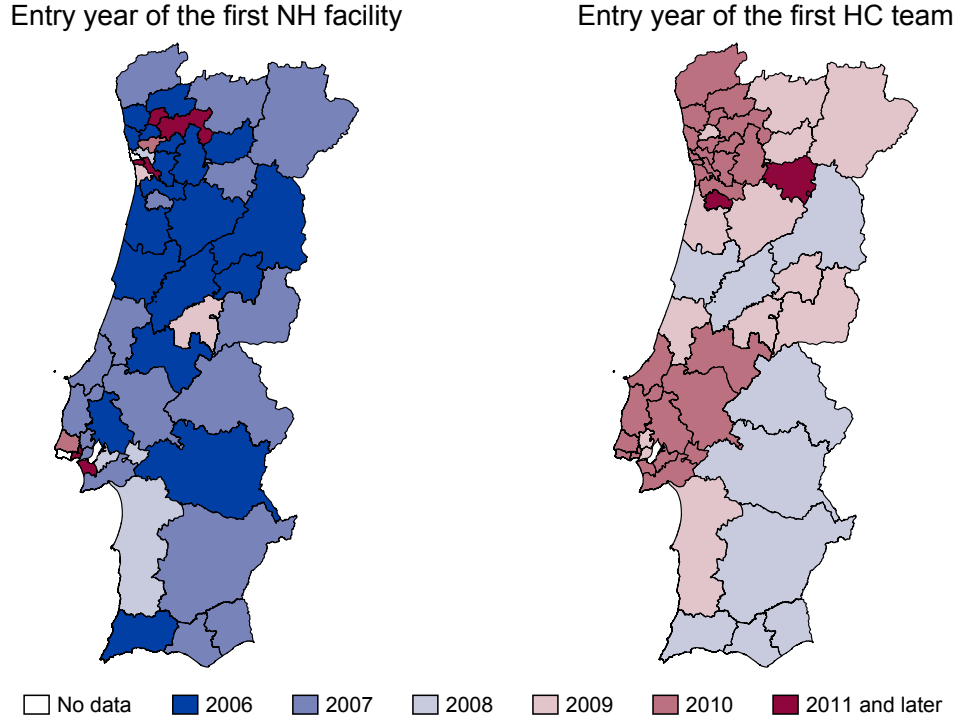 Entry year of the first NH facility
Entry year of the first HC team
No data 2006 2007 2008 2009 2010 2011 and later